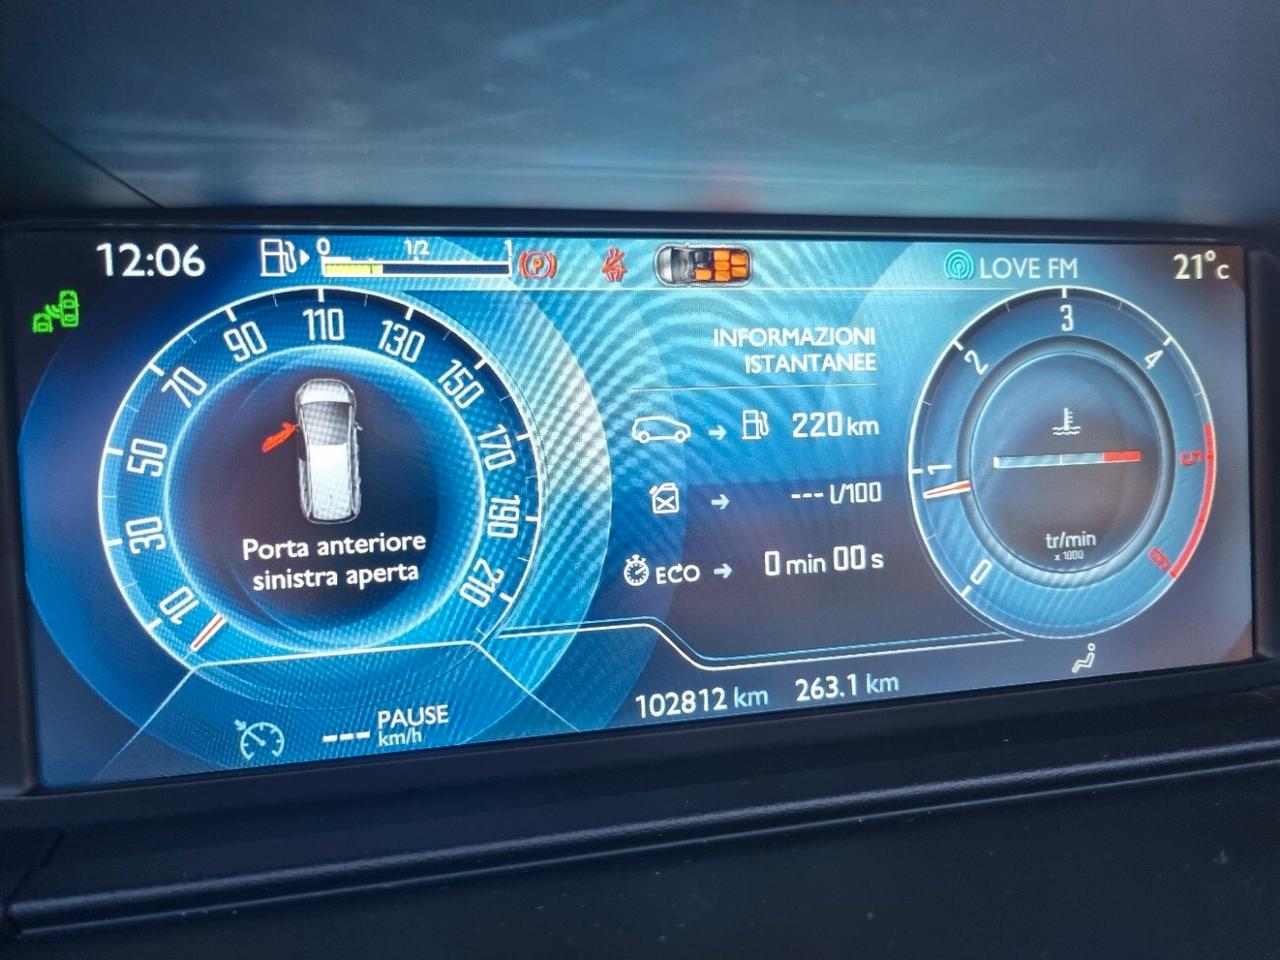 12:06
0 1/2 1
P
LOVE FM
21°c
10 30 50 70 90 110 130 150 170 190 210
Porta anteriore
sinistra aperta
PAUSE
--- km/h
INFORMAZIONI
ISTANTANEE
220 km
--- l/100
ECO 0 min 00 s
102812 km 263.1 km
0 1 2 3 4 5 6
tr/min
x 1000